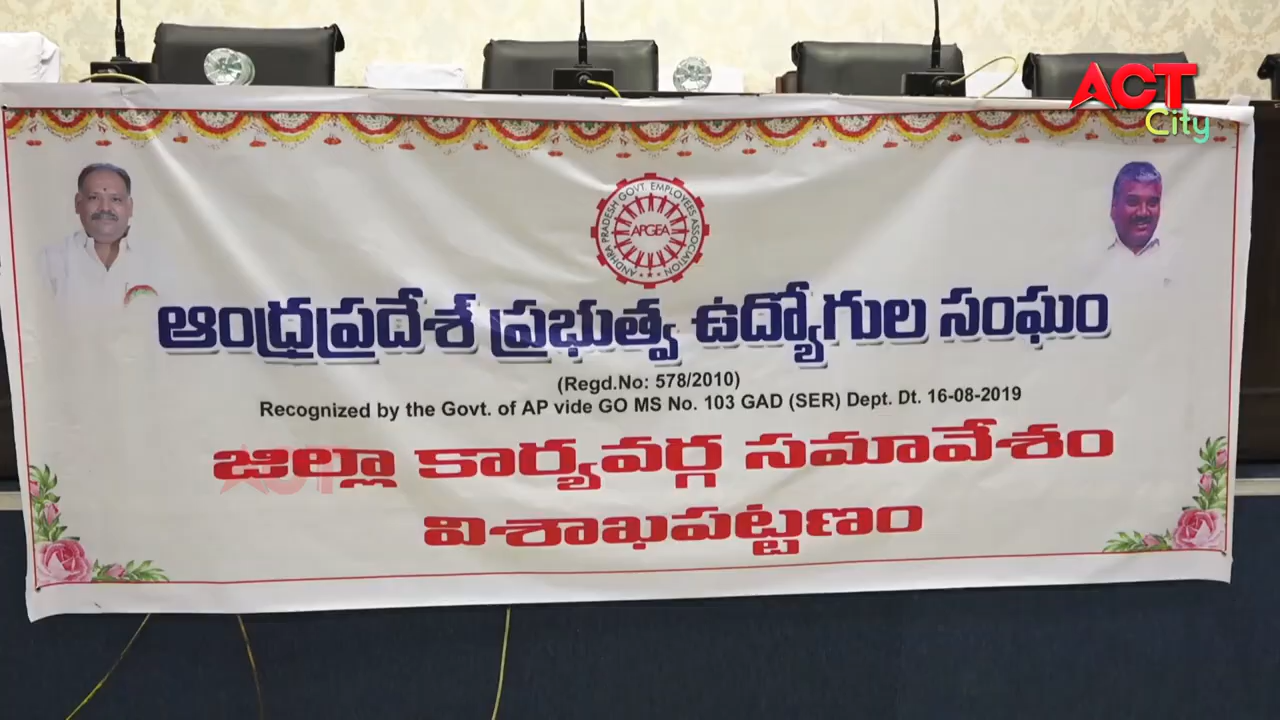 ACT
City
ANDHRA PRADESH GOVT. EMPLOYEES ASSOCIATION
APGEA
ఆంధ్రప్రదేశ్ ప్రభుత్వ ఉద్యోగుల సంఘం
(Regd.No: 578/2010)
Recognized by the Govt. of AP vide GO MS No. 103 GAD (SER) Dept. Dt. 16-08-2019
జిల్లా కార్యవర్గ సమావేశం
ACT
విశాఖపట్టణం